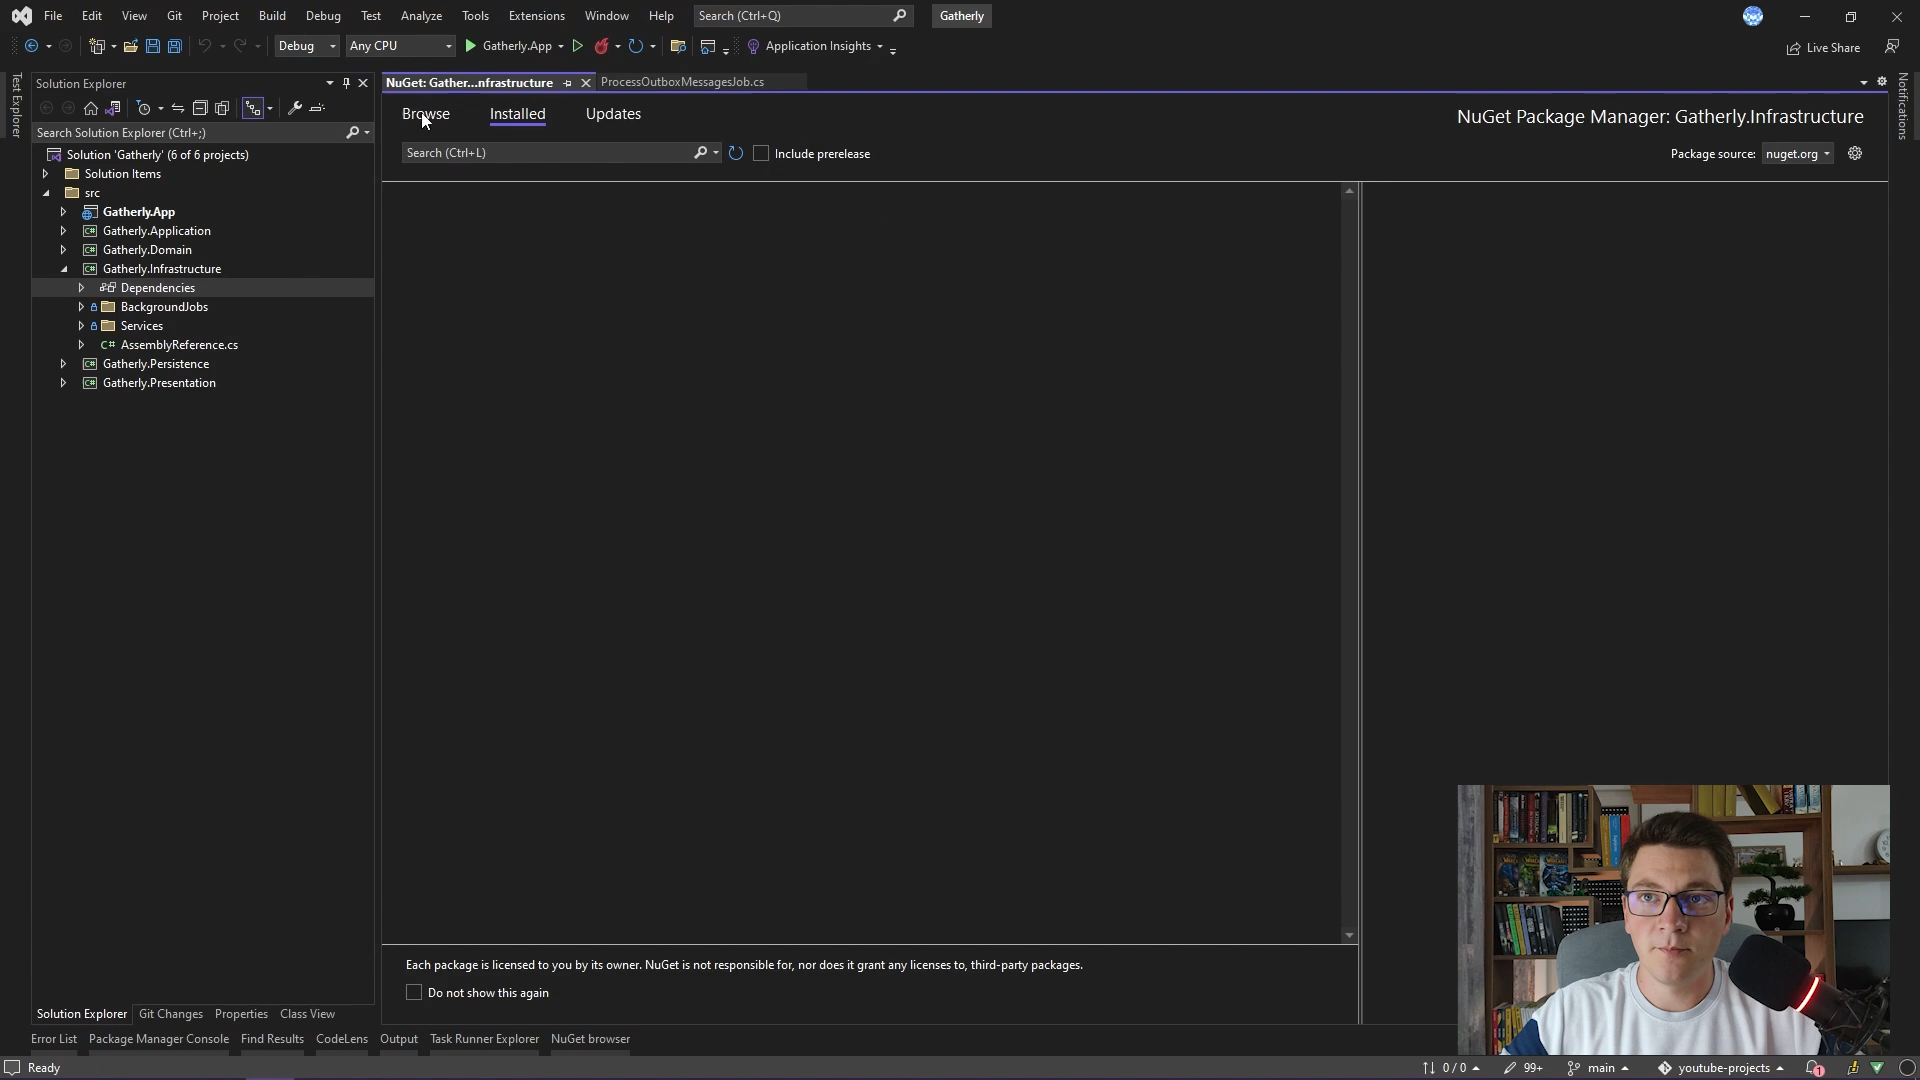 File Edit View Git Project Build Debug Test Analyze Tools Extensions Window Help Search (Ctrl+Q) Gatherly
Debug Any CPU Gatherly.App Application Insights Live Share
Test Explorer
Solution Explorer
Search Solution Explorer (Ctrl+;)
Solution 'Gatherly' (6 of 6 projects)
Solution Items
src
Gatherly.App
Gatherly.Application
Gatherly.Domain
Gatherly.Infrastructure
Dependencies
BackgroundJobs
Services
C# AssemblyReference.cs
Gatherly.Persistence
Gatherly.Presentation
Solution Explorer Git Changes Properties Class View
NuGet: Gather...nfrastructure ProcessOutboxMessagesJob.cs
Browse Installed Updates
NuGet Package Manager: Gatherly.Infrastructure
Search (Ctrl+L) Include prerelease
Package source: nuget.org
Each package is licensed to you by its owner. NuGet is not responsible for, nor does it grant any licenses to, third-party packages.
Do not show this again
Notifications
Error List Package Manager Console Find Results CodeLens Output Task Runner Explorer NuGet browser
Ready 0 / 0 99+ main youtube-projects 1